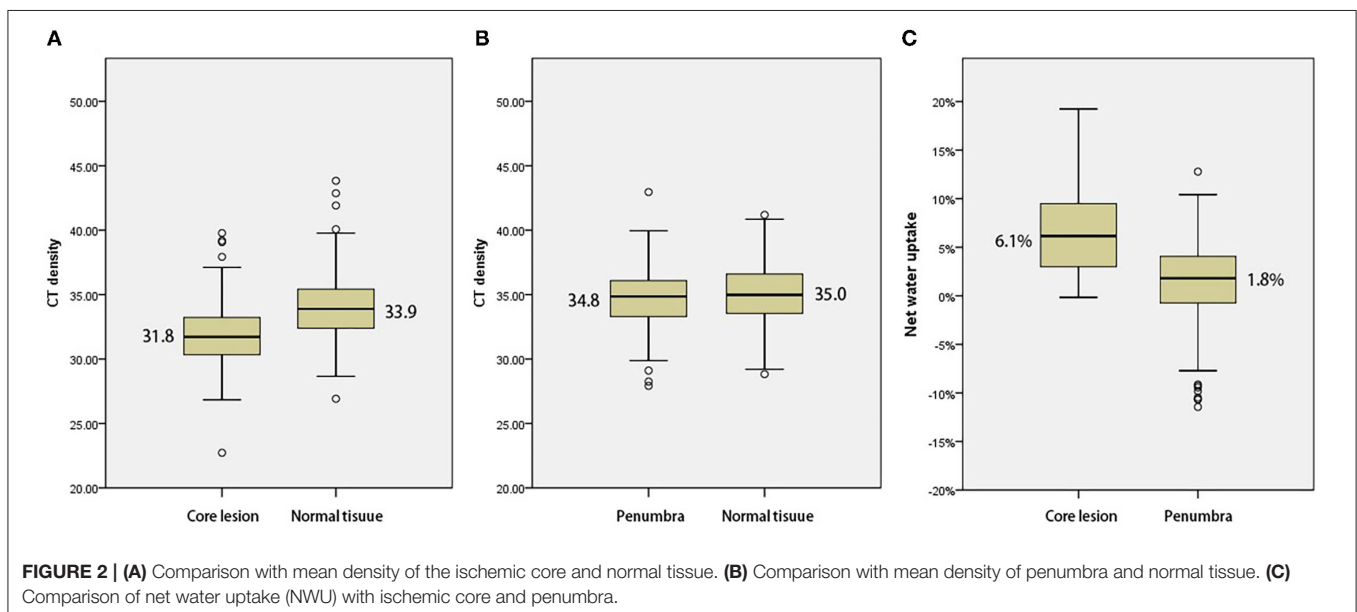 A
50.00
45.00
40.00
35.00
30.00
25.00
20.00
CT density
31.8
33.9
Core lesion Normal tisuue
B
50.00
45.00
40.00
35.00
30.00
25.00
20.00
CT density
34.8
35.0
Penumbra Normal tisuue
C
20%
15%
10%
5%
0%
-5%
-10%
-15%
-20%
Net water uptake
6.1%
1.8%
Core lesion Penumbra
FIGURE 2 | (A) Comparison with mean density of the ischemic core and normal tissue. (B) Comparison with mean density of penumbra and normal tissue. (C)
Comparison of net water uptake (NWU) with ischemic core and penumbra.